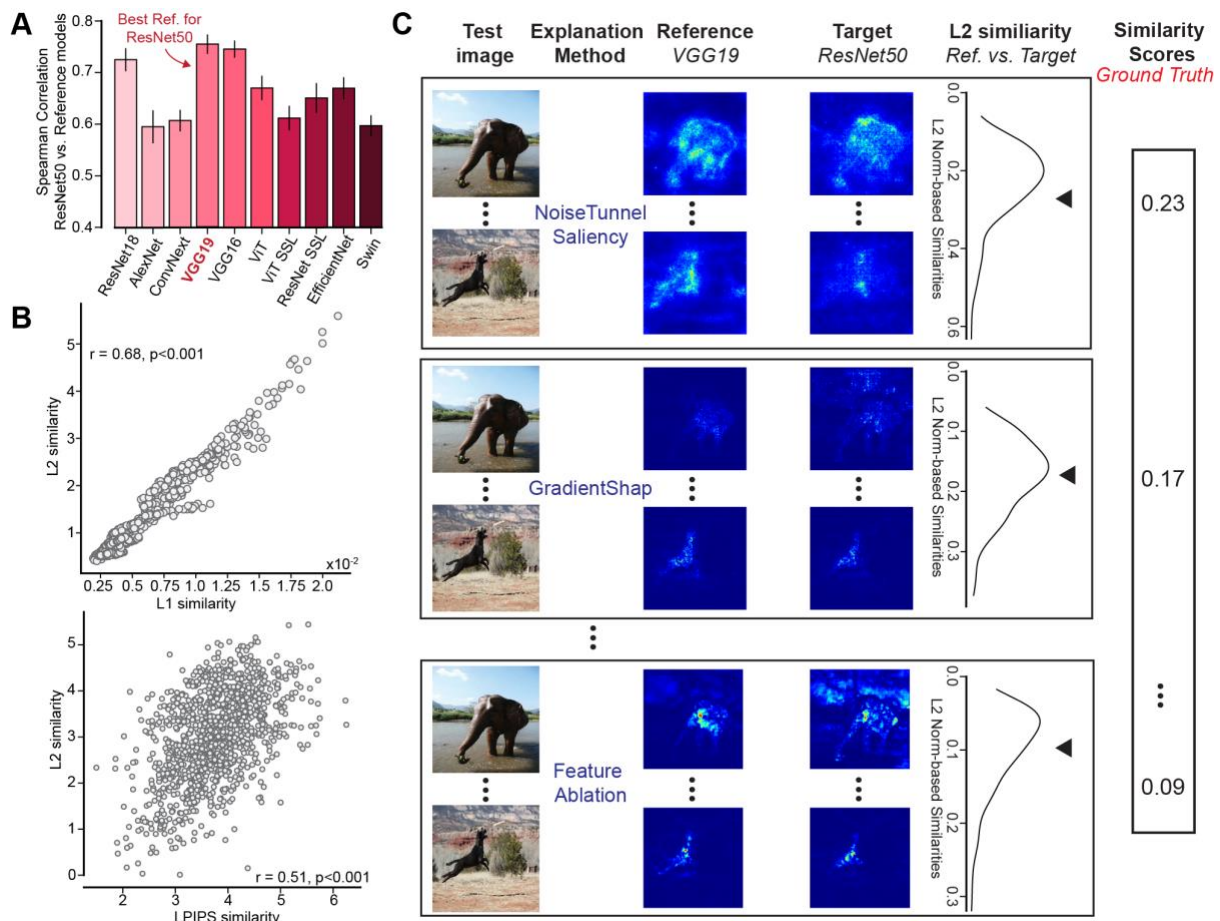 A
Spearman Correlation
ResNet50 vs. Reference models
0.8
0.7
0.6
0.5
0.4
Best Ref. for
ResNet50
ResNet18
AlexNet
ConvNext
VGG19
VGG16
ViT
ViT SSL
ResNet SSL
EfficientNet
Swin
B
L2 similarity
5
4
3
2
1
r = 0.68, p<0.001
x10⁻²
0.25 0.5 0.75 1.0 1.25 1.5 1.75 2.0
L1 similarity
L2 similarity
5
4
3
2
1
0
r = 0.51, p<0.001
2 3 4 5 6
LPIPS similarity
C
Test
image
Explanation
Method
Reference
VGG19
Target
ResNet50
L2 similiarity
Ref. vs. Target
Similarity
Scores
Ground Truth
NoiseTunnel
Saliency
L2 Norm-based Similarities
0.0
0.2
0.4
0.6
0.23
GradientShap
L2 Norm-based Similarities
0.0
0.1
0.2
0.3
0.17
Feature
Ablation
L2 Norm-based Similarities
0.0
0.1
0.2
0.3
0.09